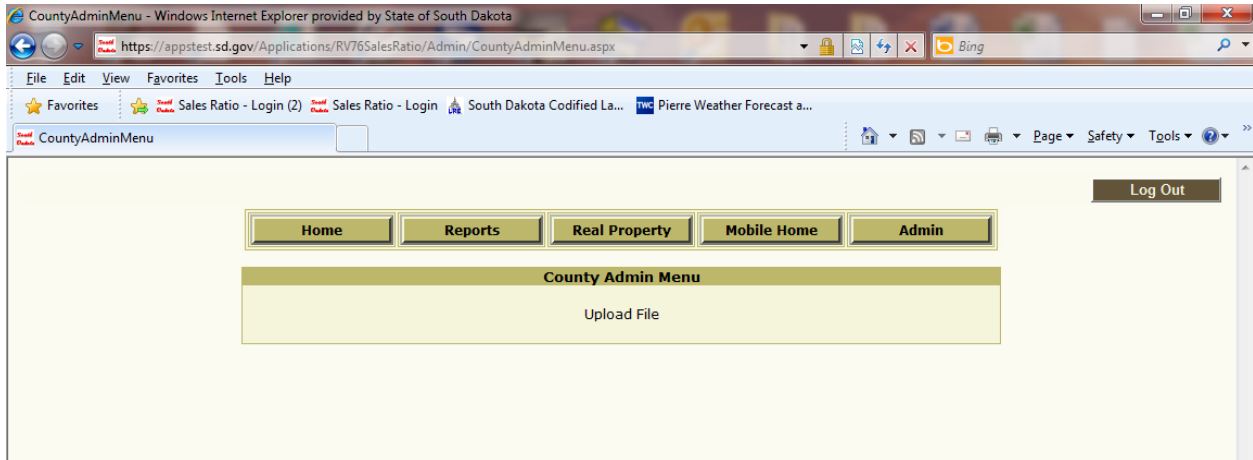 CountyAdminMenu - Windows Internet Explorer provided by State of South Dakota
https://appstest.sd.gov/Applications/RV76SalesRatio/Admin/CountyAdminMenu.aspx Bing
File Edit View Favorites Tools Help
Favorites Sales Ratio - Login (2) Sales Ratio - Login South Dakota Codified La... TWC Pierre Weather Forecast a...
CountyAdminMenu Page Safety Tools
Log Out
Home Reports Real Property Mobile Home Admin
County Admin Menu
Upload File